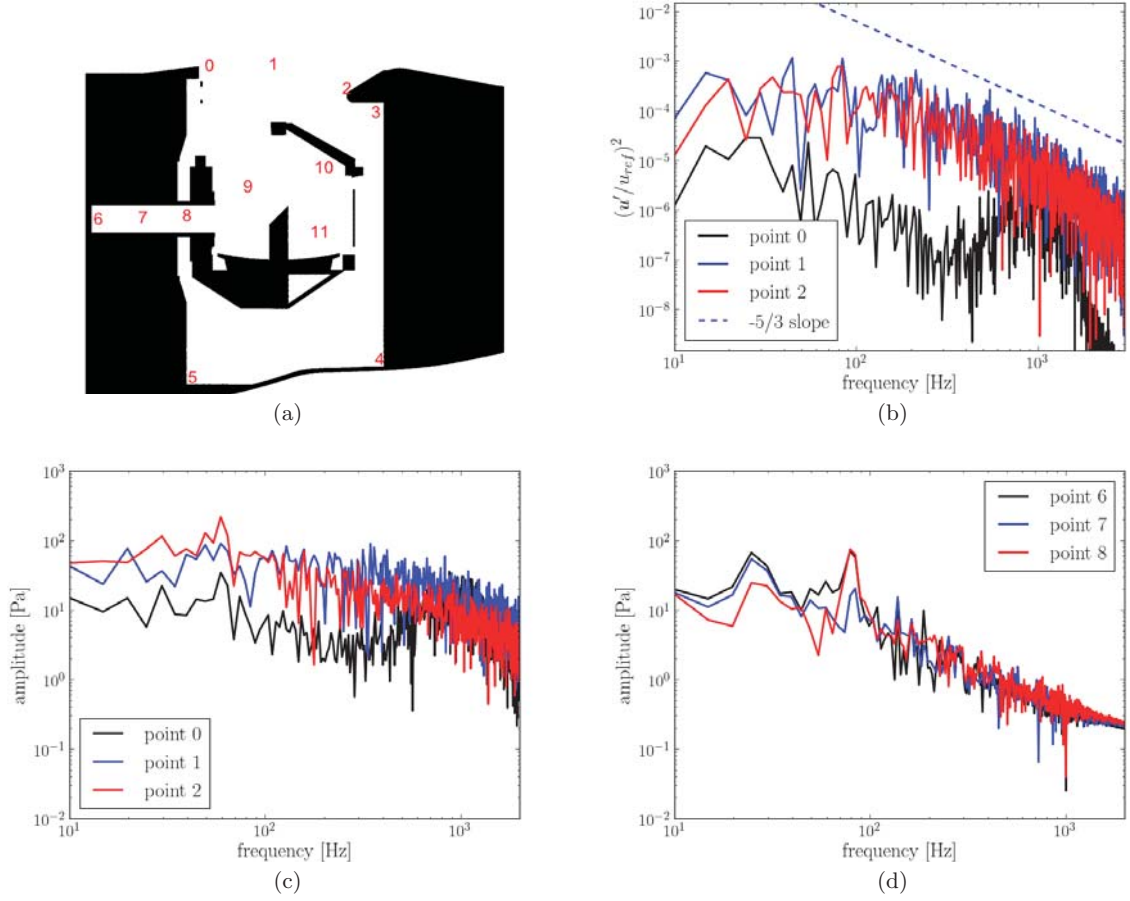 0
1
2
3
10
9
6
7
8
11
4
5
(a)
10⁻²
10⁻³
10⁻⁴
10⁻⁵
10⁻⁶
10⁻⁷
10⁻⁸
(u′/u_ref)²
point 0
point 1
point 2
-5/3 slope
10¹
10²
10³
frequency [Hz]
(b)
10³
10²
10¹
10⁰
10⁻¹
10⁻²
amplitude [Pa]
point 0
point 1
point 2
10¹
10²
10³
frequency [Hz]
(c)
10³
10²
10¹
10⁰
10⁻¹
10⁻²
amplitude [Pa]
point 6
point 7
point 8
10¹
10²
10³
frequency [Hz]
(d)